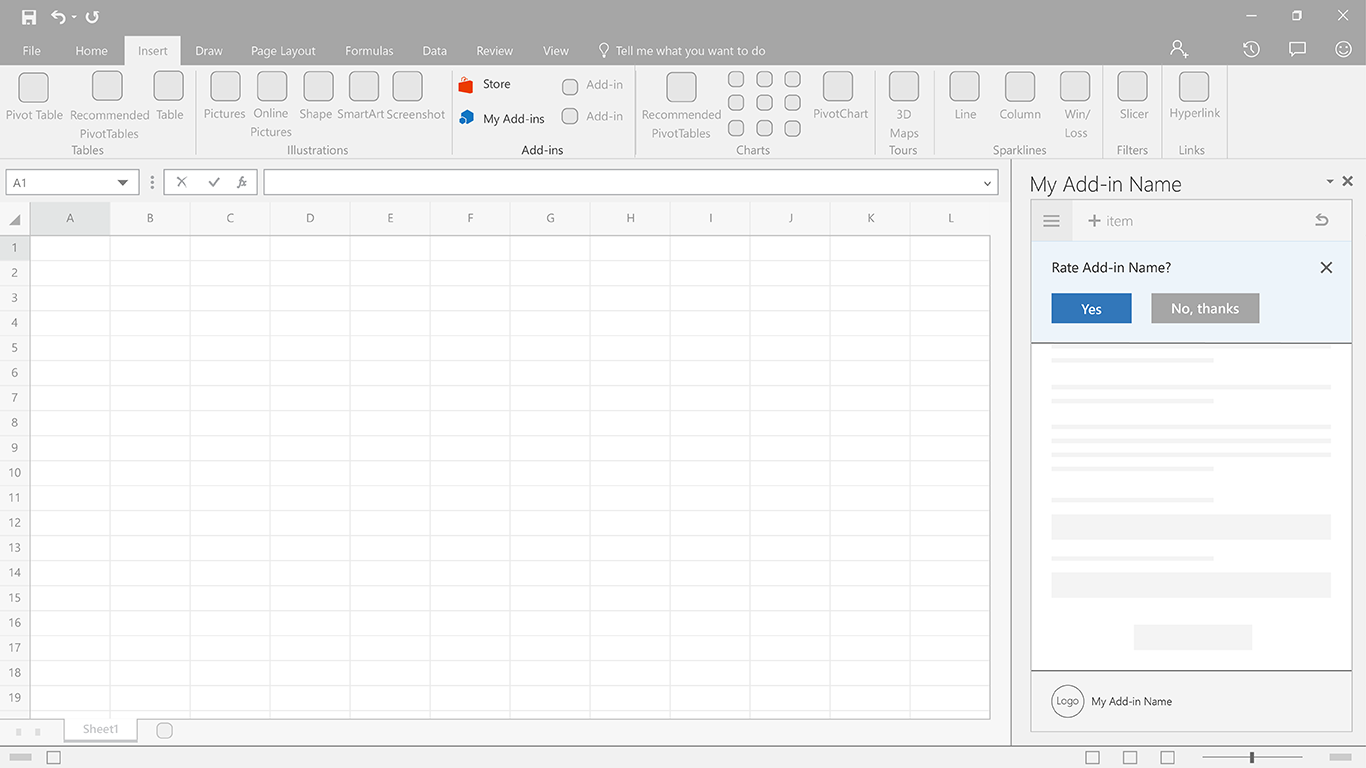 File Home Insert Draw Page Layout Formulas Data Review View Tell me what you want to do
Pivot Table
Recommended
PivotTables
Table
Tables
Pictures
Online
Pictures
Shape
SmartArt
Screenshot
Illustrations
Store
My Add-ins
Add-in
Add-in
Add-ins
Recommended
PivotTables
PivotChart
Charts
3D
Maps
Tours
Line
Column
Win/
Loss
Sparklines
Slicer
Filters
Hyperlink
Links
A1
fx
A B C D E F G H I J K L
1
2
3
4
5
6
7
8
9
10
11
12
13
14
15
16
17
18
19
Sheet1
My Add-in Name
+ item
Rate Add-in Name?
Yes
No, thanks
Logo
My Add-in Name